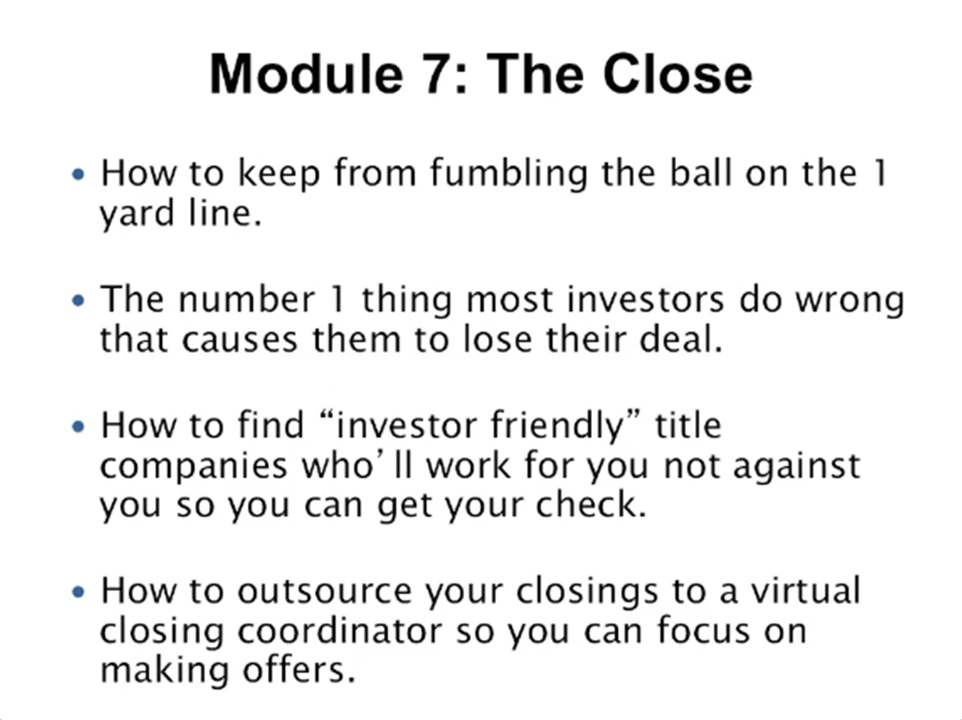 Module 7: The Close
• How to keep from fumbling the ball on the 1
yard line.
• The number 1 thing most investors do wrong
that causes them to lose their deal.
• How to find “investor friendly” title
companies who’ll work for you not against
you so you can get your check.
• How to outsource your closings to a virtual
closing coordinator so you can focus on
making offers.